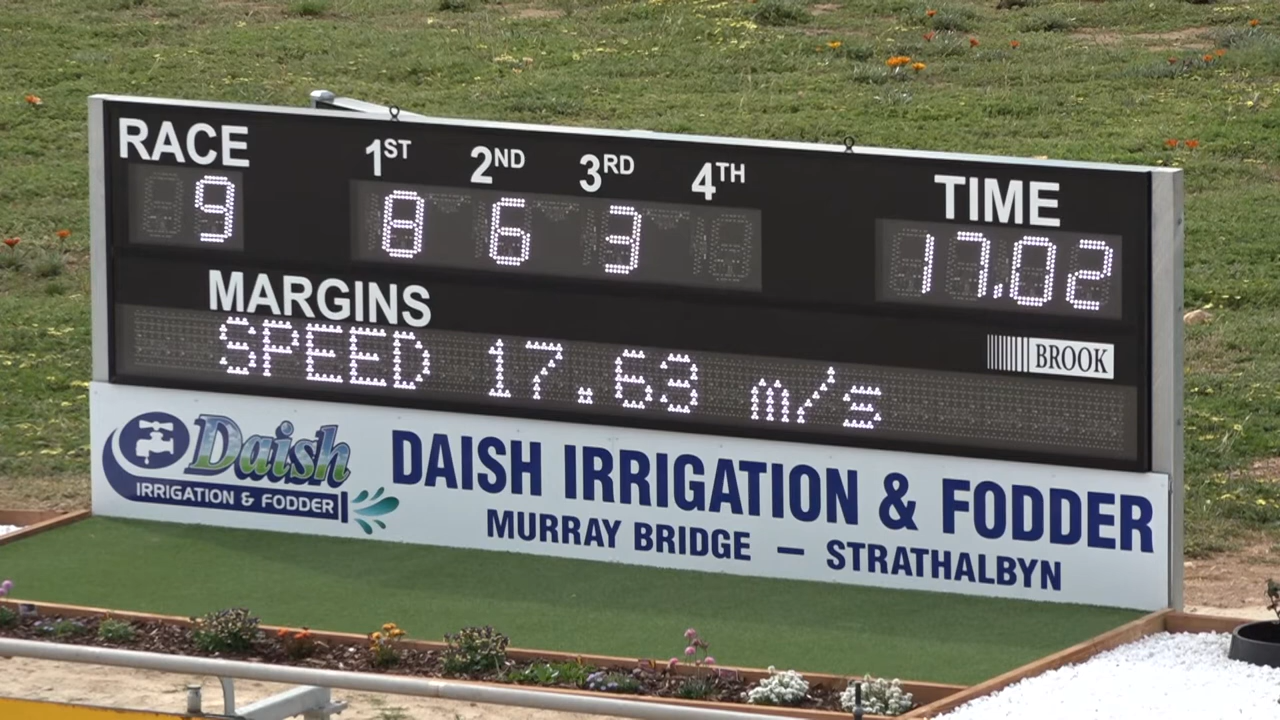 RACE 1ST 2ND 3RD 4TH TIME
9 8 6 3 17.02
MARGINS
BROOK
SPEED 17.63 m/s
Daish
IRRIGATION & FODDER
DAISH IRRIGATION & FODDER
MURRAY BRIDGE – STRATHALBYN